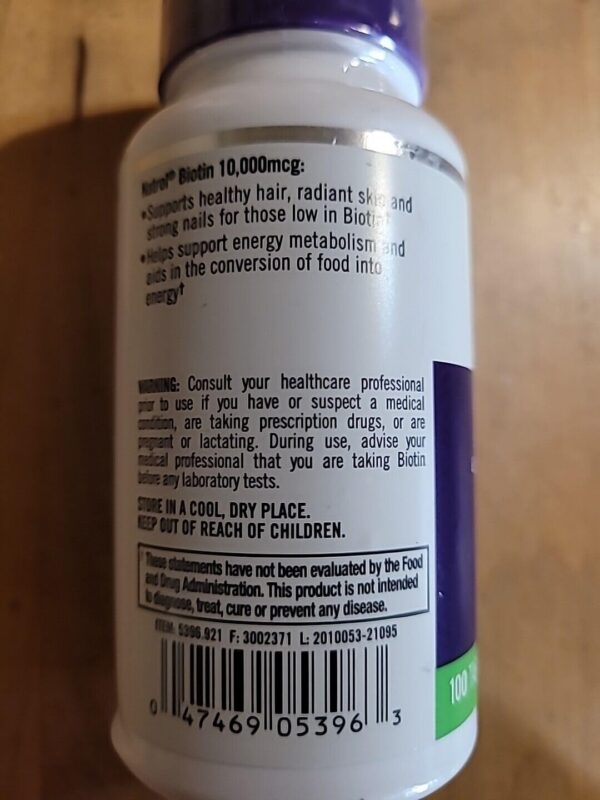 Natrol® Biotin 10,000mcg:
•Supports healthy hair, radiant skin and
strong nails for those low in Biotin†
•Helps support energy metabolism and
aids in the conversion of food into
energy†
WARNING: Consult your healthcare professional
prior to use if you have or suspect a medical
condition, are taking prescription drugs, or are
pregnant or lactating. During use, advise your
medical professional that you are taking Biotin
before any laboratory tests.
STORE IN A COOL, DRY PLACE.
KEEP OUT OF REACH OF CHILDREN.
These statements have not been evaluated by the Food
and Drug Administration. This product is not intended
to diagnose, treat, cure or prevent any disease.
ITEM: 5396.921 F: 3002371 L: 2010053-21095
0 47469 05396 3
100